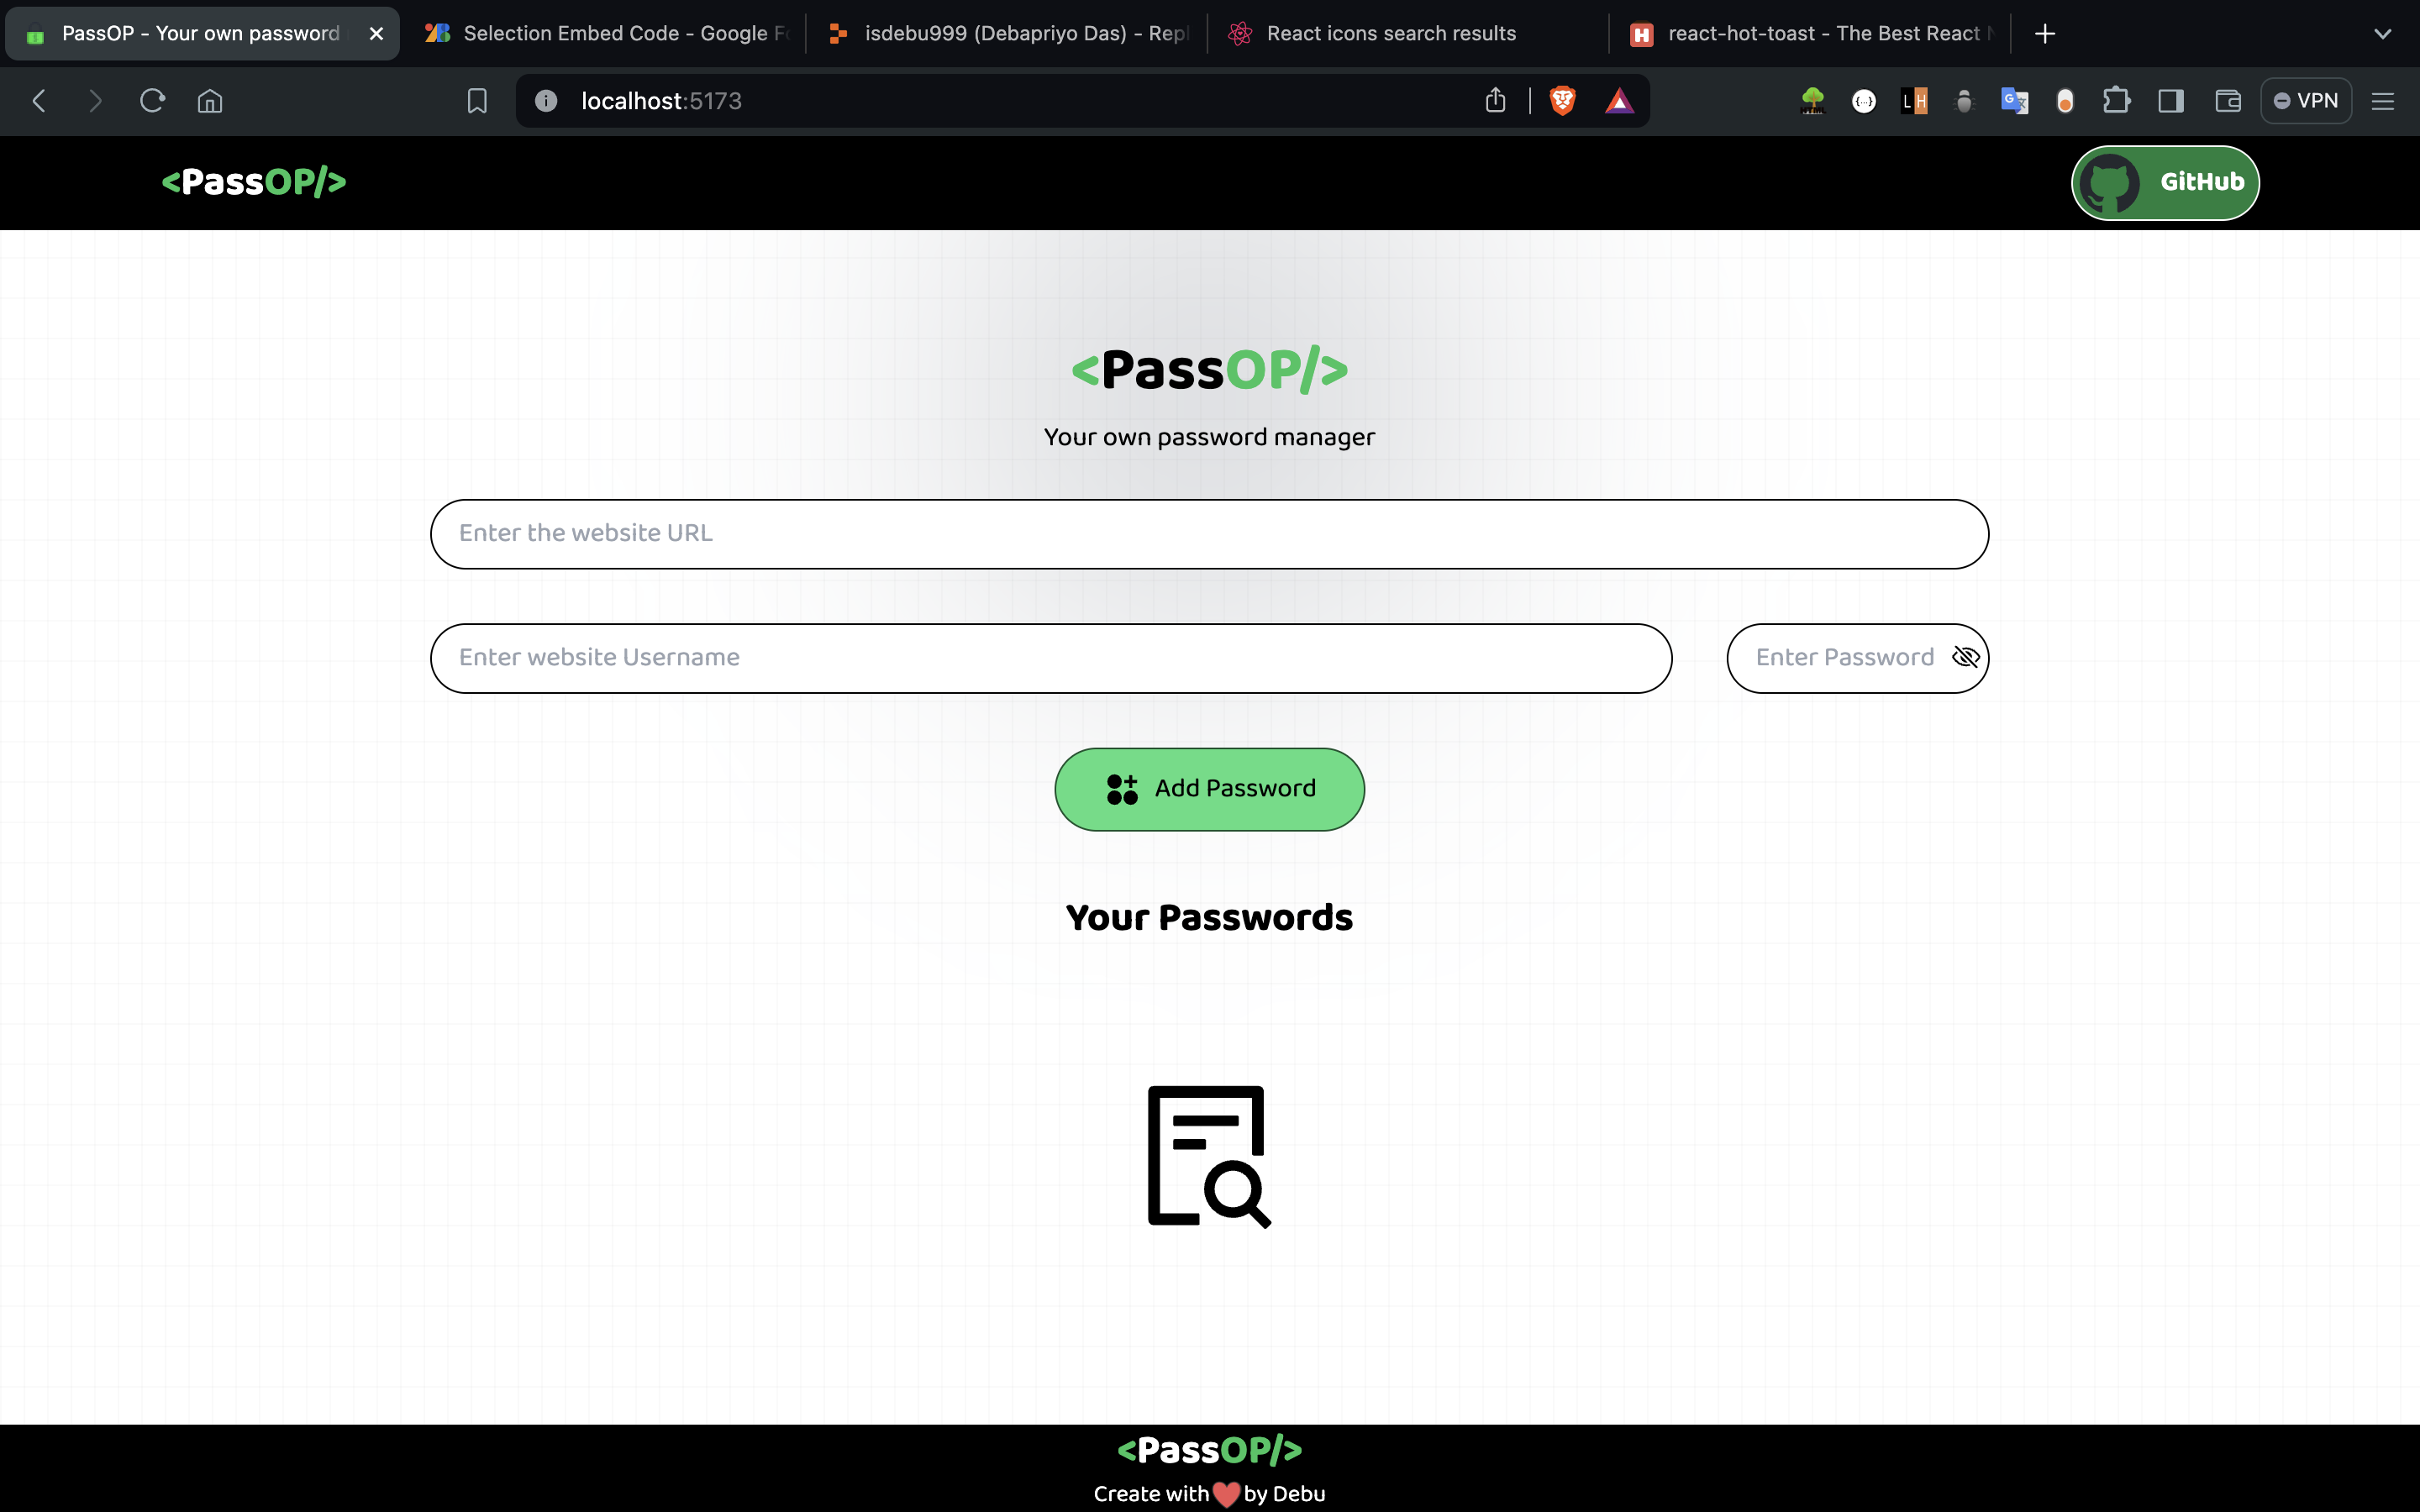 PassOP - Your own password
Selection Embed Code - Google Fo
isdebu999 (Debapriyo Das) - Repl
React icons search results
react-hot-toast - The Best React N
localhost:5173
VPN
<PassOP/>
GitHub
<PassOP/>
Your own password manager
Enter the website URL
Enter website Username
Enter Password
Add Password
Your Passwords
<PassOP/>
Create with❤️by Debu